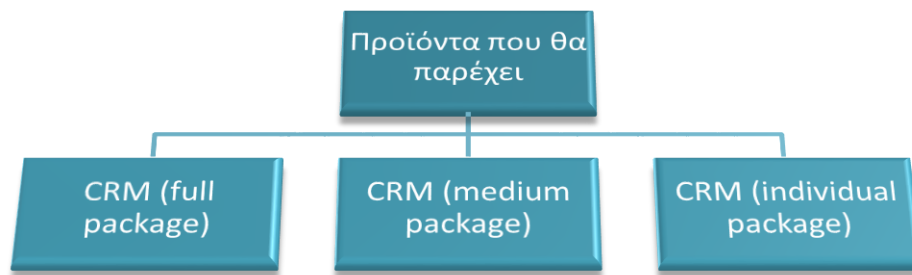 Προϊόντα που θα
παρέχει
CRM (full
package)
CRM (medium
package)
CRM (individual
package)